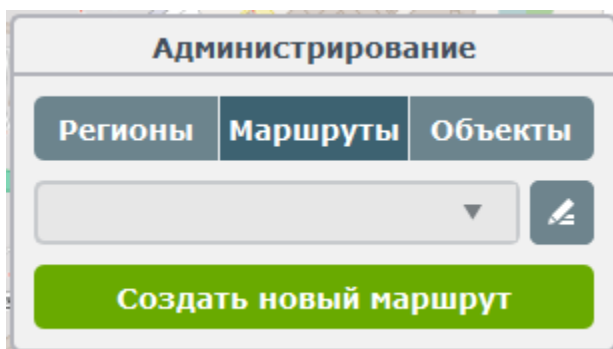 Администрирование
Регионы Маршруты Объекты
Создать новый маршрут